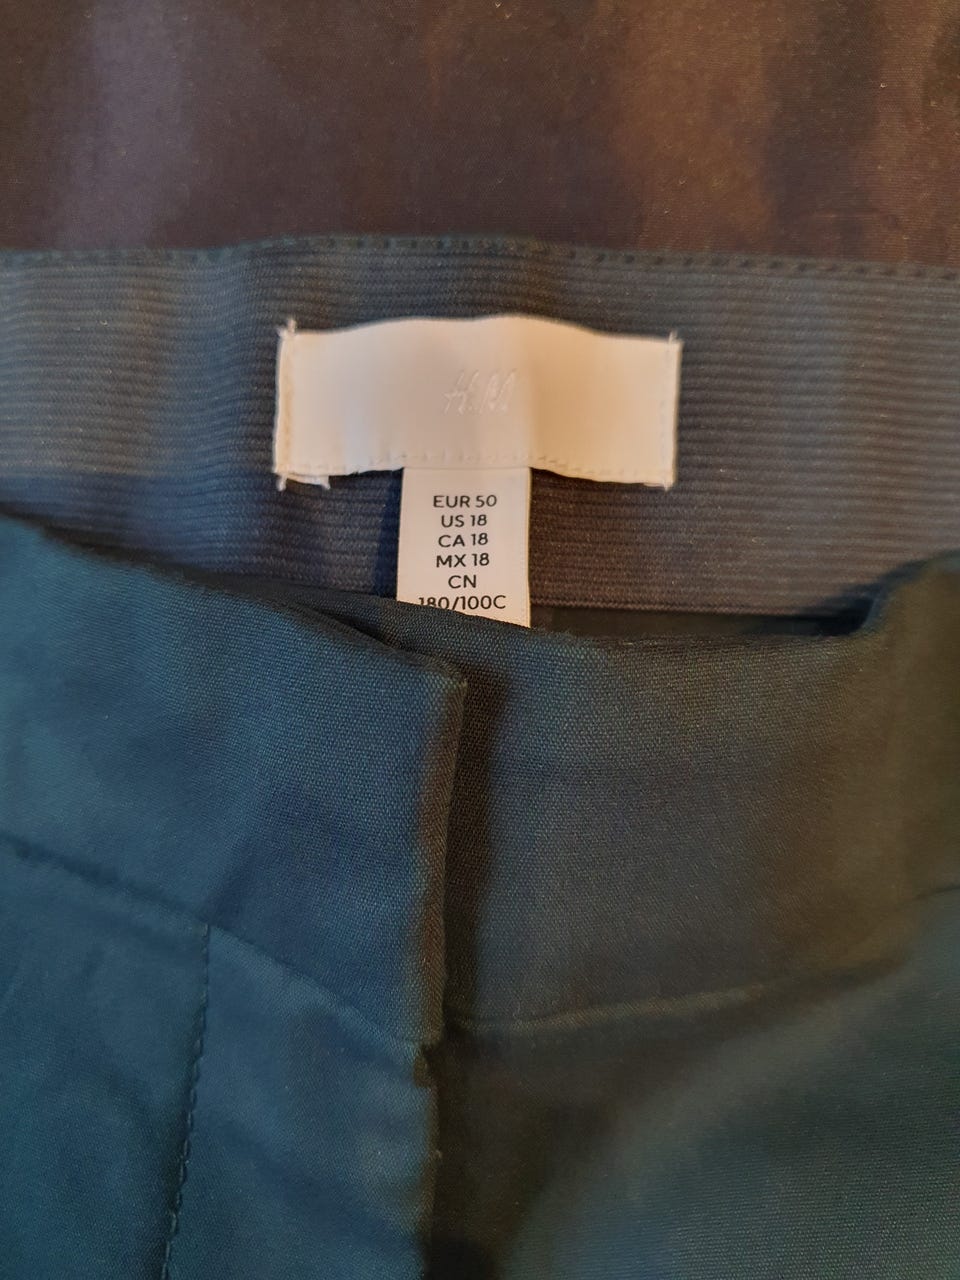 H&M
EUR 50
US 18
CA 18
MX 18
CN
180/100C